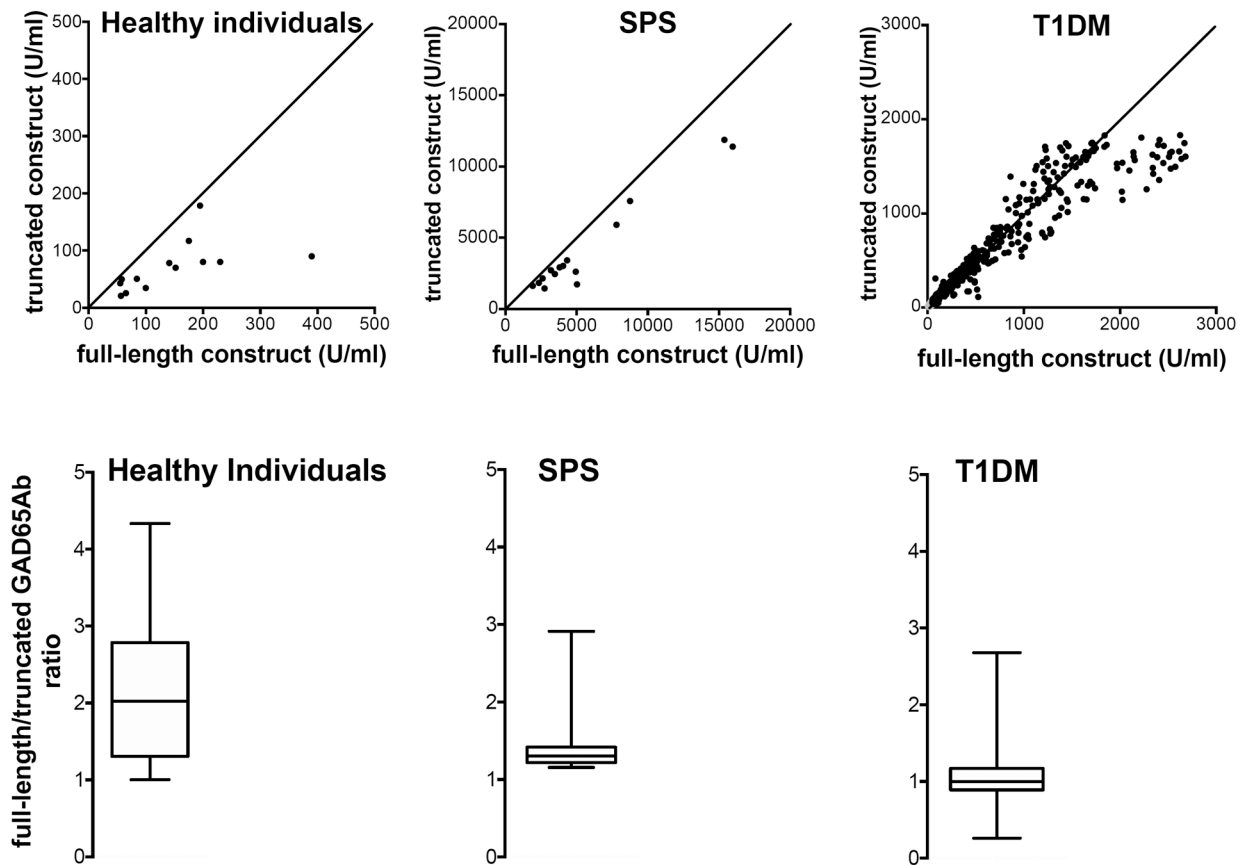 Healthy individuals
truncated construct (U/ml)
500
400
300
200
100
0
0 100 200 300 400 500
full-length construct (U/ml)
SPS
truncated construct (U/ml)
20000
15000
10000
5000
0
0 5000 10000 15000 20000
full-length construct (U/ml)
T1DM
truncated construct (U/ml)
3000
2000
1000
0
0 1000 2000 3000
full-length construct (U/ml)
Healthy Individuals
full-length/truncated GAD65Ab
ratio
5
4
3
2
1
0
SPS
5
4
3
2
1
0
T1DM
5
4
3
2
1
0